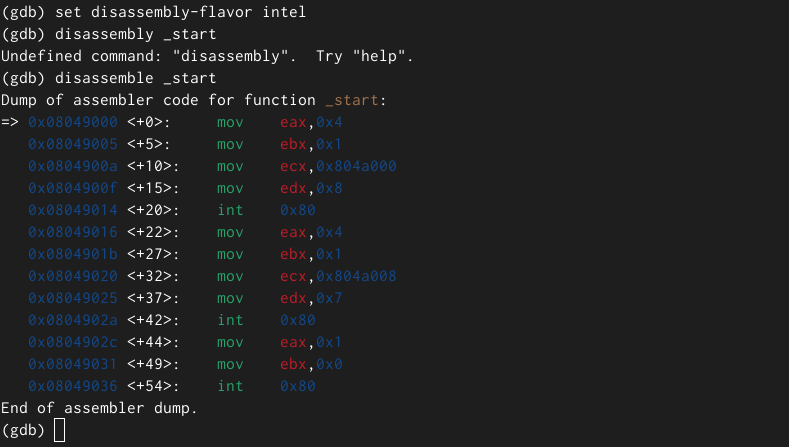 (gdb) set disassembly-flavor intel
(gdb) disassembly _start
Undefined command: "disassembly".  Try "help".
(gdb) disassemble _start
Dump of assembler code for function _start:
=> 0x08049000 <+0>:     mov    eax,0x4
   0x08049005 <+5>:     mov    ebx,0x1
   0x0804900a <+10>:    mov    ecx,0x804a000
   0x0804900f <+15>:    mov    edx,0x8
   0x08049014 <+20>:    int    0x80
   0x08049016 <+22>:    mov    eax,0x4
   0x0804901b <+27>:    mov    ebx,0x1
   0x08049020 <+32>:    mov    ecx,0x804a008
   0x08049025 <+37>:    mov    edx,0x7
   0x0804902a <+42>:    int    0x80
   0x0804902c <+44>:    mov    eax,0x1
   0x08049031 <+49>:    mov    ebx,0x0
   0x08049036 <+54>:    int    0x80
End of assembler dump.
(gdb)